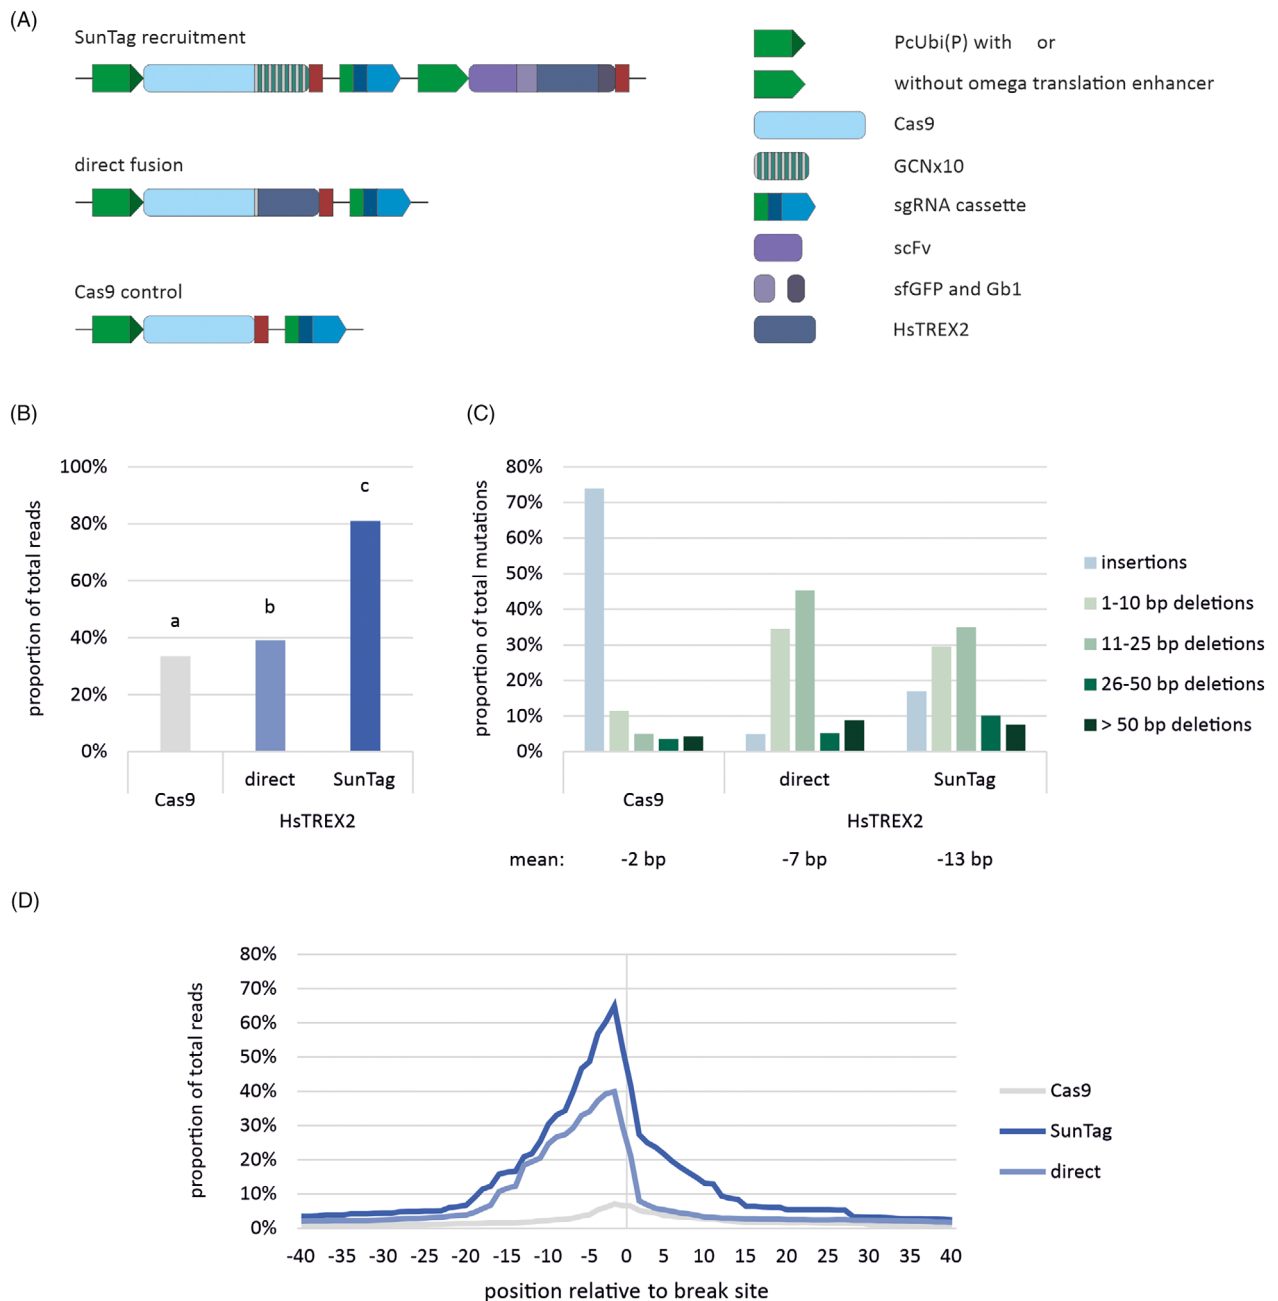 (A)
SunTag recruitment
direct fusion
Cas9 control
PcUbi(P) with or
without omega translation enhancer
Cas9
GCNx10
sgRNA cassette
scFv
sfGFP and Gb1
HsTREX2
(B)
proportion of total reads
100%
80%
60%
40%
20%
0%
a
b
c
direct
SunTag
Cas9
HsTREX2
(C)
proportion of total mutations
80%
70%
60%
50%
40%
30%
20%
10%
0%
Cas9
direct
SunTag
HsTREX2
mean: -2 bp -7 bp -13 bp
insertions
1-10 bp deletions
11-25 bp deletions
26-50 bp deletions
> 50 bp deletions
(D)
proportion of total reads
80%
70%
60%
50%
40%
30%
20%
10%
0%
-40 -35 -30 -25 -20 -15 -10 -5 0 5 10 15 20 25 30 35 40
position relative to break site
Cas9
SunTag
direct